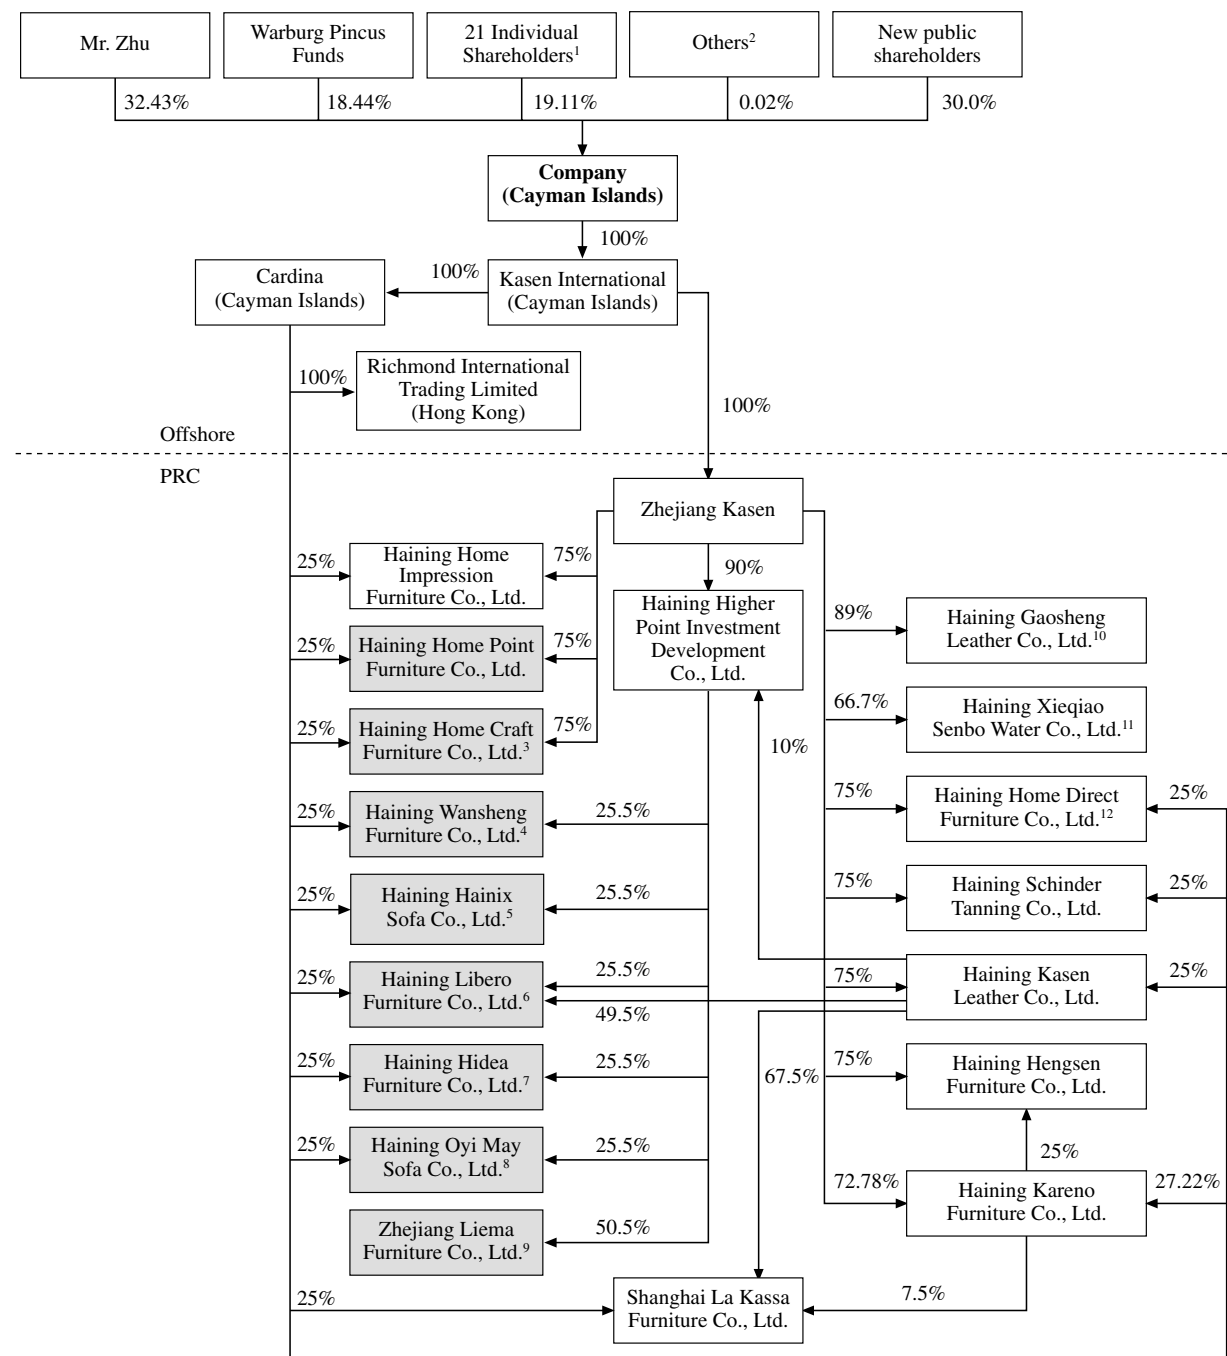 Mr. Zhu
Warburg Pincus
Funds
21 Individual
Shareholders1
Others2
New public
shareholders
32.43%
18.44%
19.11%
0.02%
30.0%
Company
(Cayman Islands)
100%
Cardina
(Cayman Islands)
100%
Kasen International
(Cayman Islands)
100%
Richmond International
Trading Limited
(Hong Kong)
100%
Offshore
PRC
Zhejiang Kasen
25%
Haining Home
Impression
Furniture Co., Ltd.
75%
90%
Haining Higher
Point Investment
Development
Co., Ltd.
89%
Haining Gaosheng
Leather Co., Ltd.10
25%
Haining Home Point
Furniture Co., Ltd.
75%
66.7%
Haining Xieqiao
Senbo Water Co., Ltd.11
25%
Haining Home Craft
Furniture Co., Ltd.3
75%
10%
75%
Haining Home Direct
Furniture Co., Ltd.12
25%
25%
Haining Wansheng
Furniture Co., Ltd.4
25.5%
75%
Haining Schinder
Tanning Co., Ltd.
25%
25%
Haining Hainix
Sofa Co., Ltd.5
25.5%
75%
Haining Kasen
Leather Co., Ltd.
25%
25%
Haining Libero
Furniture Co., Ltd.6
25.5%
49.5%
75%
Haining Hengsen
Furniture Co., Ltd.
25%
Haining Hidea
Furniture Co., Ltd.7
25.5%
67.5%
25%
25%
Haining Oyi May
Sofa Co., Ltd.8
25.5%
72.78%
Haining Kareno
Furniture Co., Ltd.
27.22%
Zhejiang Liema
Furniture Co., Ltd.9
50.5%
25%
Shanghai La Kassa
Furniture Co., Ltd.
7.5%